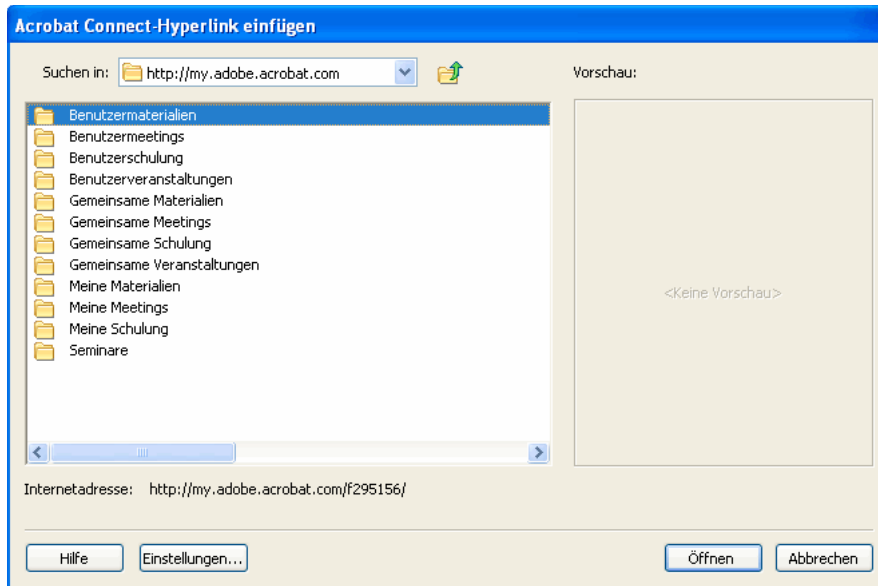 Acrobat Connect-Hyperlink einfügen
Suchen in: http://my.adobe.acrobat.com Vorschau:
Benutzermaterialien
Benutzermeetings
Benutzerschulung
Benutzerveranstaltungen
Gemeinsame Materialien
Gemeinsame Meetings
Gemeinsame Schulung
Gemeinsame Veranstaltungen
Meine Materialien
Meine Meetings
Meine Schulung
Seminare
<Keine Vorschau>
Internetadresse: http://my.adobe.acrobat.com/f295156/
Hilfe Einstellungen... Öffnen Abbrechen